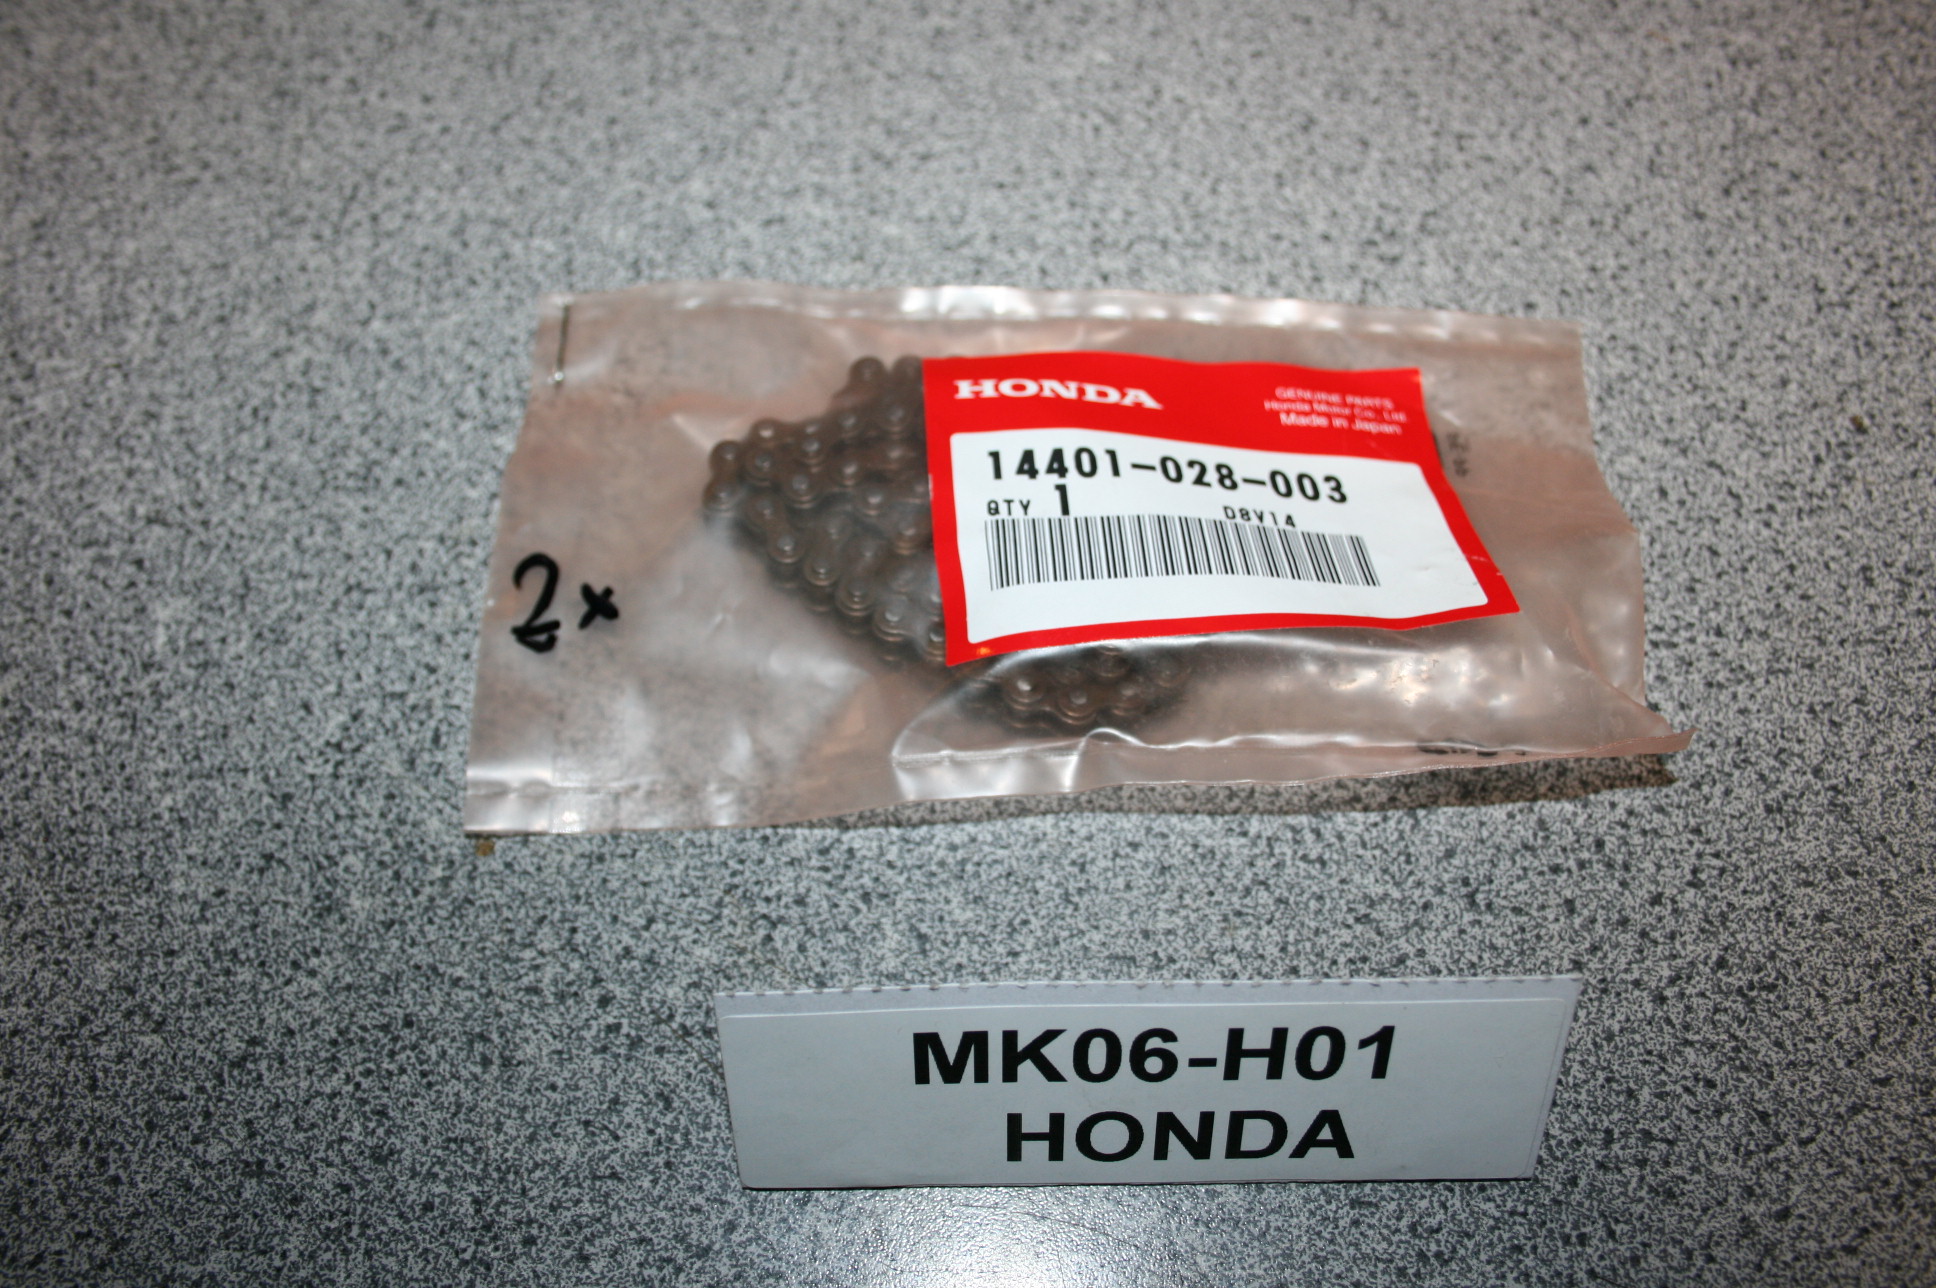 HONDA
GENUINE PARTS
Honda Motor Co., Ltd.
Made in Japan
14401-028-003
QTY 1 D8V14
2x
MK06-H01
HONDA